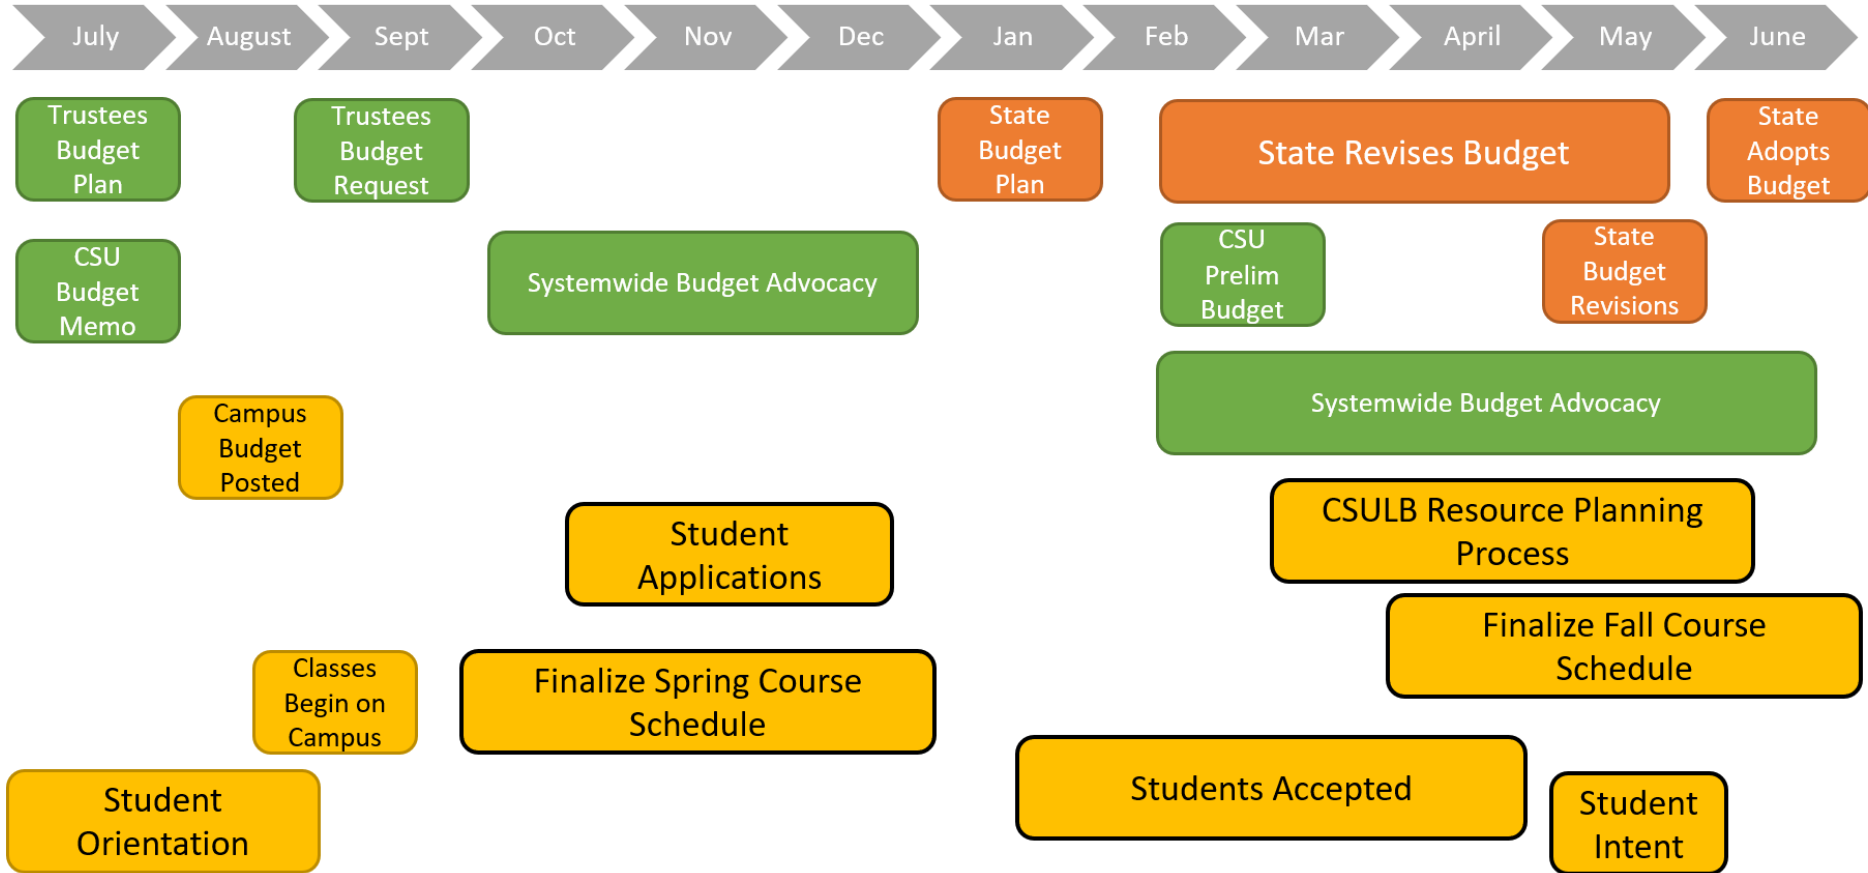 July August Sept Oct Nov Dec Jan Feb Mar April May June
Trustees
Budget
Plan
Trustees
Budget
Request
State
Budget
Plan
State Revises Budget
State
Adopts
Budget
CSU
Budget
Memo
Systemwide Budget Advocacy
CSU
Prelim
Budget
State
Budget
Revisions
Systemwide Budget Advocacy
Campus
Budget
Posted
Student
Applications
CSULB Resource Planning
Process
Finalize Fall Course
Schedule
Classes
Begin on
Campus
Finalize Spring Course
Schedule
Students Accepted
Student
Orientation
Student
Intent